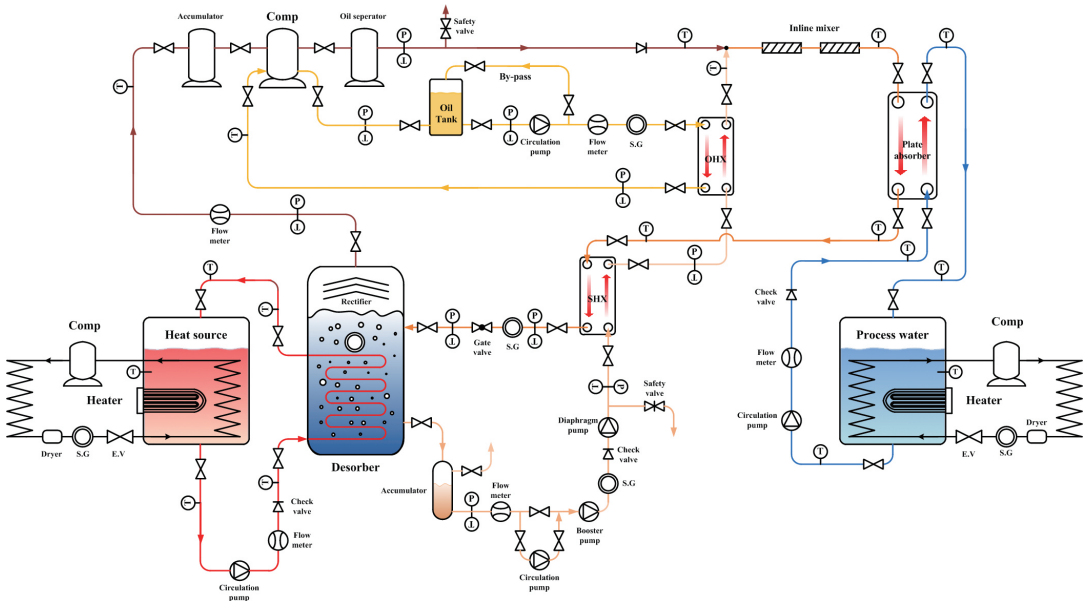 Accumulator
Comp
Oil seperator
Safety
valve
P
T
T
Inline mixer
T
T
T
By-pass
Oil
Tank
P
T
P
T
Circulation
pump
Flow
meter
S.G
OHX
Plate
absorber
T
T
P
T
Flow
meter
P
T
T
T
T
T
P
T
SHX
T
T
Rectifier
Desorber
P
T
Gate
valve
S.G
P
T
Comp
Heat source
T
Heater
Dryer
S.G
E.V
T
T
Check
valve
Flow
meter
Circulation
pump
Accumulator
P
T
Flow
meter
Circulation
pump
Booster
pump
S.G
Check
valve
Diaphragm
pump
P
T
Safety
valve
Check
valve
Flow
meter
Circulation
pump
T
Process water
T
Comp
Heater
E.V
S.G
Dryer